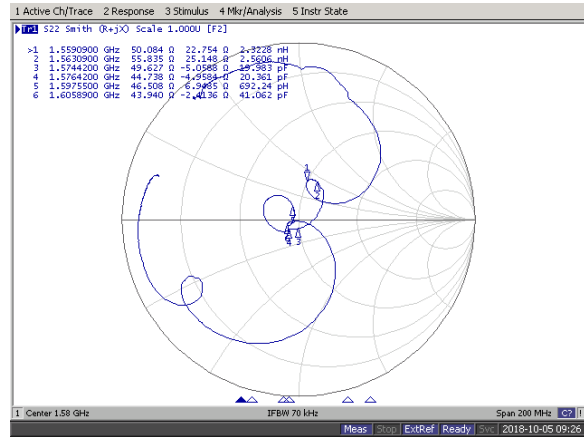 1 Active Ch/Trace 2 Response 3 Stimulus 4 Mkr/Analysis 5 Instr State
Tr1 S22 Smith (R+jX) Scale 1.000U [F2]
>1 1.5590900 GHz 50.084 Ω 22.754 Ω 2.3228 nH
2 1.5630900 GHz 55.835 Ω 25.148 Ω 2.5606 nH
3 1.5744200 GHz 49.627 Ω -5.0588 Ω 19.983 pF
4 1.5764200 GHz 44.738 Ω -4.9584 Ω 20.361 pF
5 1.5975500 GHz 46.508 Ω 6.9485 Ω 692.24 pH
6 1.6058900 GHz 43.940 Ω -2.4136 Ω 41.062 pF
1
2
4 3
1 Center 1.58 GHz IFBW 70 kHz Span 200 MHz C? !
Meas Stop ExtRef Ready Svc 2018-10-05 09:26